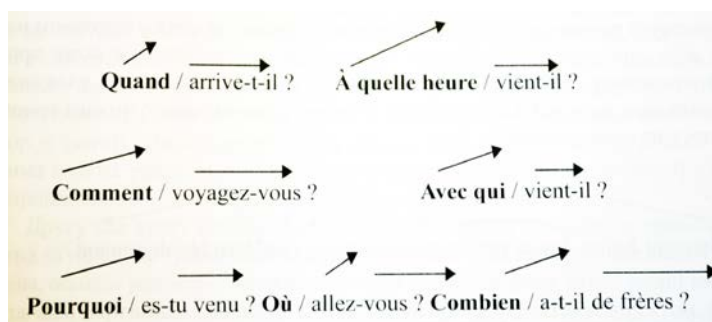 Quand / arrive-t-il ? À quelle heure / vient-il ?
Comment / voyagez-vous ? Avec qui / vient-il ?
Pourquoi / es-tu venu ? Où / allez-vous ? Combien / a-t-il de frères ?